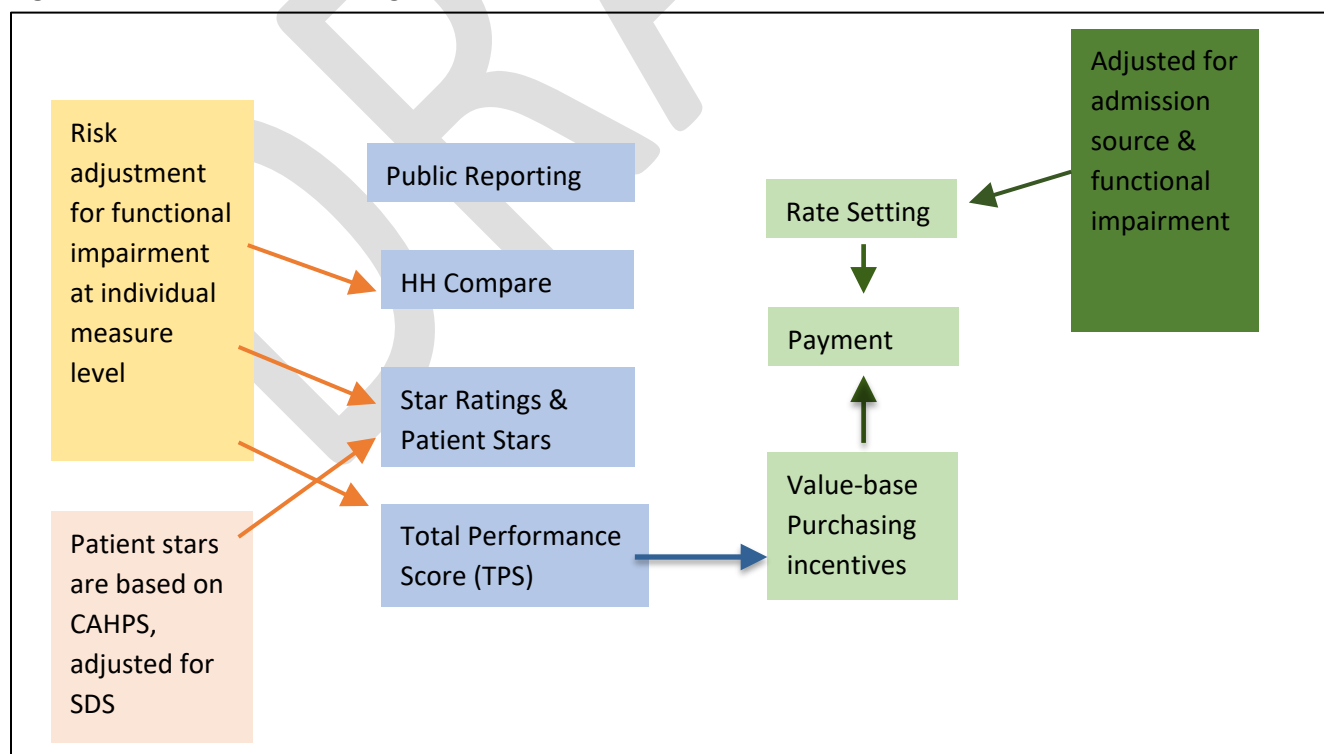 Risk
adjustment
for functional
impairment
at individual
measure
level
Patient stars
are based on
CAHPS,
adjusted for
SDS
Public Reporting
HH Compare
Star Ratings &
Patient Stars
Total Performance
Score (TPS)
Rate Setting
Payment
Value-base
Purchasing
incentives
Adjusted for
admission
source &
functional
impairment